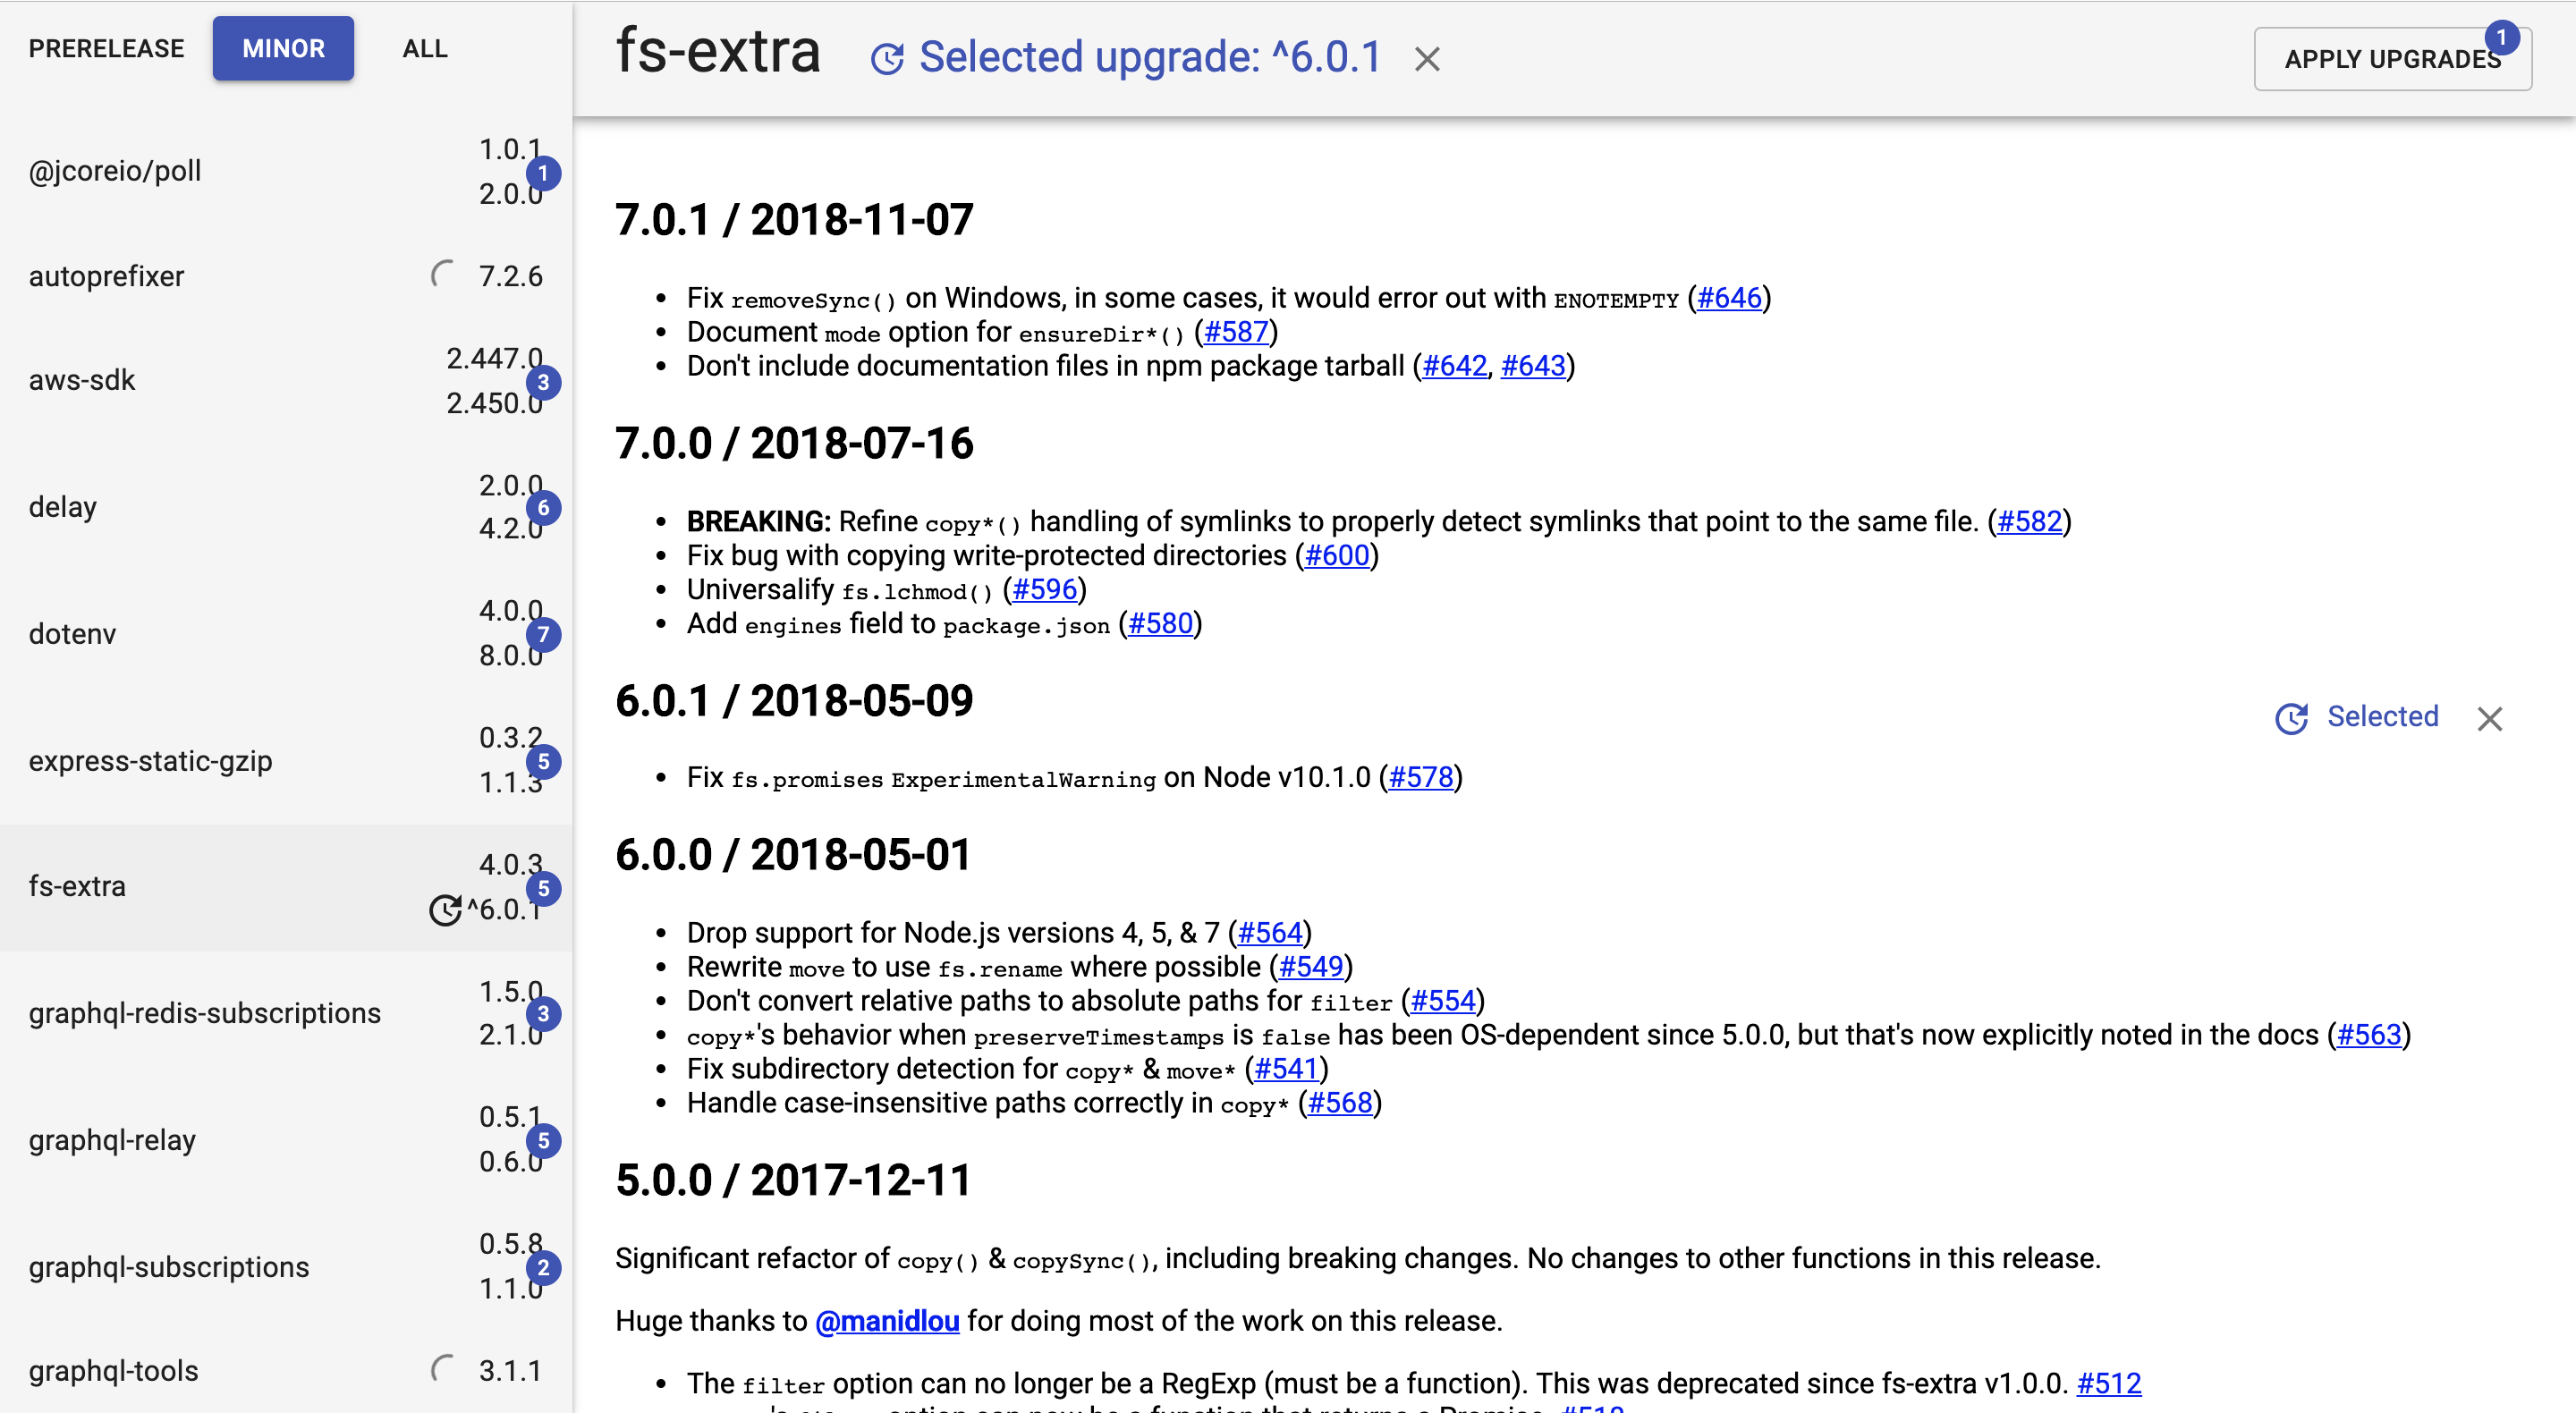 PRERELEASE
MINOR
ALL
@jcoreio/poll
1.0.1
1
2.0.0
autoprefixer
7.2.6
aws-sdk
2.447.0
3
2.450.0
delay
2.0.0
6
4.2.0
dotenv
4.0.0
7
8.0.0
express-static-gzip
0.3.2
5
1.1.3
fs-extra
4.0.3
5
^6.0.1
graphql-redis-subscriptions
1.5.0
3
2.1.0
graphql-relay
0.5.1
5
0.6.0
graphql-subscriptions
0.5.8
2
1.1.0
graphql-tools
3.1.1
fs-extra
Selected upgrade: ^6.0.1
APPLY UPGRADES
1
7.0.1 / 2018-11-07
• Fix removeSync() on Windows, in some cases, it would error out with ENOTEMPTY (#646)
• Document mode option for ensureDir*() (#587)
• Don't include documentation files in npm package tarball (#642, #643)
7.0.0 / 2018-07-16
• BREAKING: Refine copy*() handling of symlinks to properly detect symlinks that point to the same file. (#582)
• Fix bug with copying write-protected directories (#600)
• Universalify fs.lchmod() (#596)
• Add engines field to package.json (#580)
6.0.1 / 2018-05-09
Selected
• Fix fs.promises ExperimentalWarning on Node v10.1.0 (#578)
6.0.0 / 2018-05-01
• Drop support for Node.js versions 4, 5, & 7 (#564)
• Rewrite move to use fs.rename where possible (#549)
• Don't convert relative paths to absolute paths for filter (#554)
• copy*'s behavior when preserveTimestamps is false has been OS-dependent since 5.0.0, but that's now explicitly noted in the docs (#563)
• Fix subdirectory detection for copy* & move* (#541)
• Handle case-insensitive paths correctly in copy* (#568)
5.0.0 / 2017-12-11
Significant refactor of copy() & copySync(), including breaking changes. No changes to other functions in this release.
Huge thanks to @manidlou for doing most of the work on this release.
• The filter option can no longer be a RegExp (must be a function). This was deprecated since fs-extra v1.0.0. #512
option can now be a function that returns a Promise.